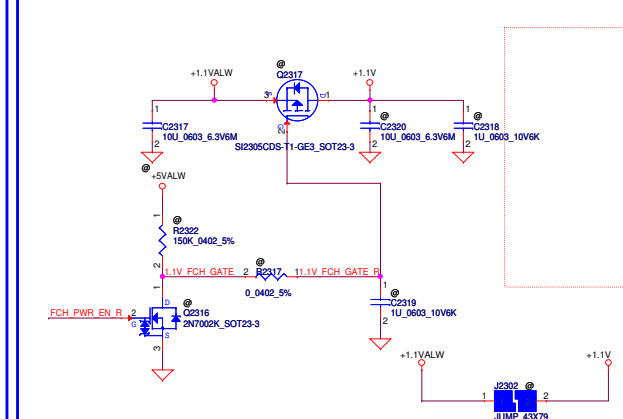 @
+1.1VALW
Q2317
+1.1V
3
S
D
1
1
C2317
10U_0603_6.3V6M
2
G
2
SI2305CDS-T1-GE3_SOT23-3
1
@
C2320
10U_0603_6.3V6M
2
1
@
C2318
1U_0603_10V6K
2
@
+5VALW
1
@
R2322
150K_0402_5%
2
1.1V_FCH_GATE
2
@
R2317
1
1.1V_FCH_GATE_R
0_0402_5%
1
@
C2319
1U_0603_10V6K
2
1
D
@
Q2316
2N7002K_SOT23-3
FCH_PWR_EN_R
2
G
S
3
+1.1VALW
+1.1V
J2302
@
1
2
JUMP_43X79